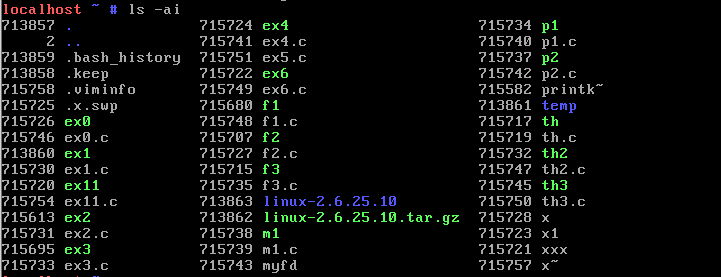 localhost ~ # ls -ai
713857 . 715724 ex4 715734 p1
2 .. 715741 ex4.c 715740 p1.c
713859 .bash_history 715751 ex5.c 715737 p2
713858 .keep 715722 ex6 715742 p2.c
715758 .viminfo 715749 ex6.c 715582 printk~
715725 .x.swp 715680 f1 713861 temp
715726 ex0 715748 f1.c 715717 th
715746 ex0.c 715707 f2 715719 th.c
713860 ex1 715727 f2.c 715732 th2
715730 ex1.c 715715 f3 715747 th2.c
715720 ex11 715735 f3.c 715745 th3
715754 ex11.c 713863 linux-2.6.25.10 715750 th3.c
715613 ex2 713862 linux-2.6.25.10.tar.gz 715728 x
715731 ex2.c 715738 m1 715723 x1
715695 ex3 715739 m1.c 715721 xxx
715733 ex3.c 715743 myfd 715757 x~